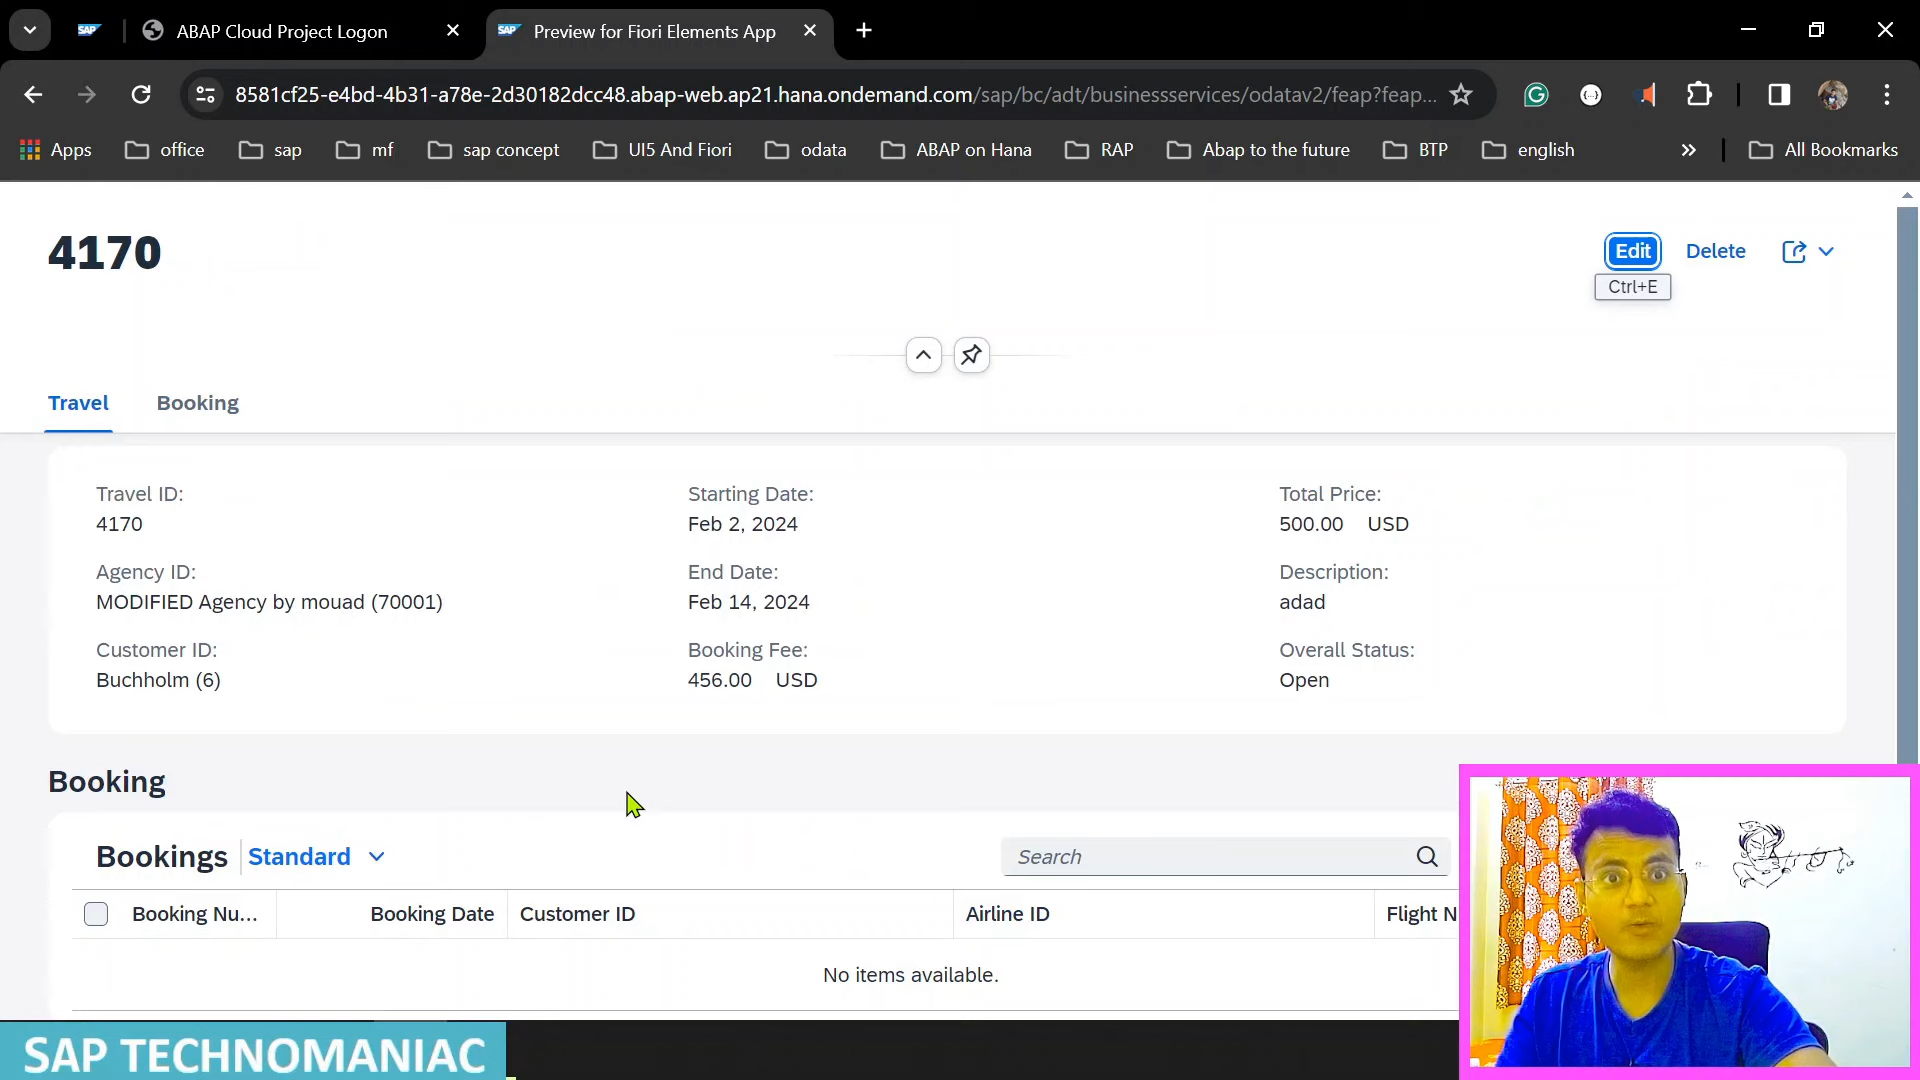 SAP ABAP Cloud Project Logon SAP Preview for Fiori Elements App
8581cf25-e4bd-4b31-a78e-2d30182dcc48.abap-web.ap21.hana.ondemand.com/sap/bc/adt/businessservices/odatav2/feap?feap...
Apps office sap mf sap concept UI5 And Fiori odata ABAP on Hana RAP Abap to the future BTP english » All Bookmarks
4170
Edit Delete
Ctrl+E
Travel Booking
Travel ID: Starting Date: Total Price:
4170 Feb 2, 2024 500.00 USD
Agency ID: End Date: Description:
MODIFIED Agency by mouad (70001) Feb 14, 2024 adad
Customer ID: Booking Fee: Overall Status:
Buchholm (6) 456.00 USD Open
Booking
Bookings Standard Search
Booking Nu... Booking Date Customer ID Airline ID Flight N
No items available.
SAP TECHNOMANIAC